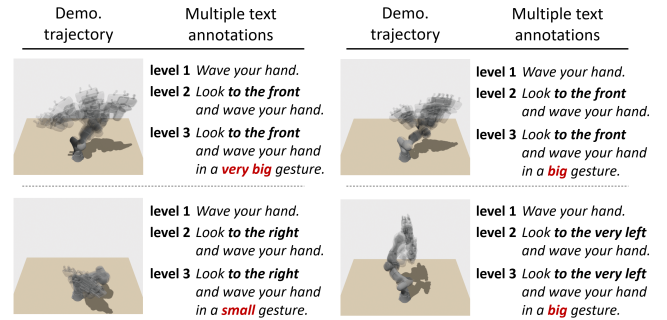 Demo.
trajectory
Multiple text
annotations
level 1 Wave your hand.
level 2 Look to the front
and wave your hand.
level 3 Look to the front
and wave your hand
in a very big gesture.
Demo.
trajectory
Multiple text
annotations
level 1 Wave your hand.
level 2 Look to the front
and wave your hand.
level 3 Look to the front
and wave your hand
in a big gesture.
level 1 Wave your hand.
level 2 Look to the right
and wave your hand.
level 3 Look to the right
and wave your hand
in a small gesture.
level 1 Wave your hand.
level 2 Look to the very left
and wave your hand.
level 3 Look to the very left
and wave your hand
in a big gesture.